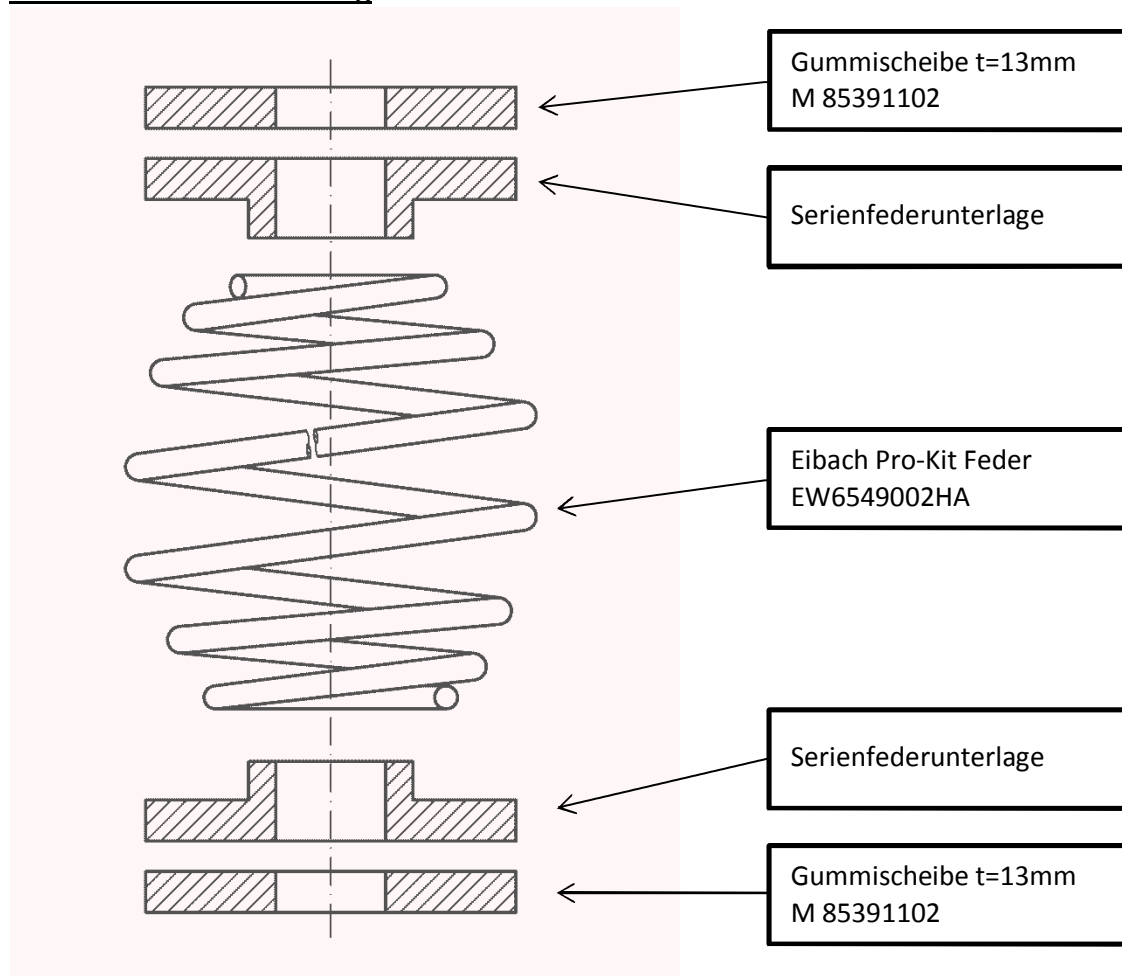 Gummischeibe t=13mm
M 85391102
Serienfederunterlage
Eibach Pro-Kit Feder
EW6549002HA
Serienfederunterlage
Gummischeibe t=13mm
M 85391102